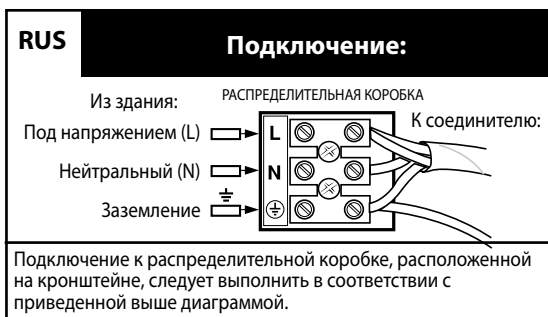 RUS
Подключение:
Из здания:
РАСПРЕДЕЛИТЕЛЬНАЯ КОРОБКА
К соединителю:
Под напряжением (L)
L
Нейтральный (N)
N
Заземление
Подключение к распределительной коробке, расположенной
на кронштейне, следует выполнить в соответствии с
приведенной выше диаграммой.